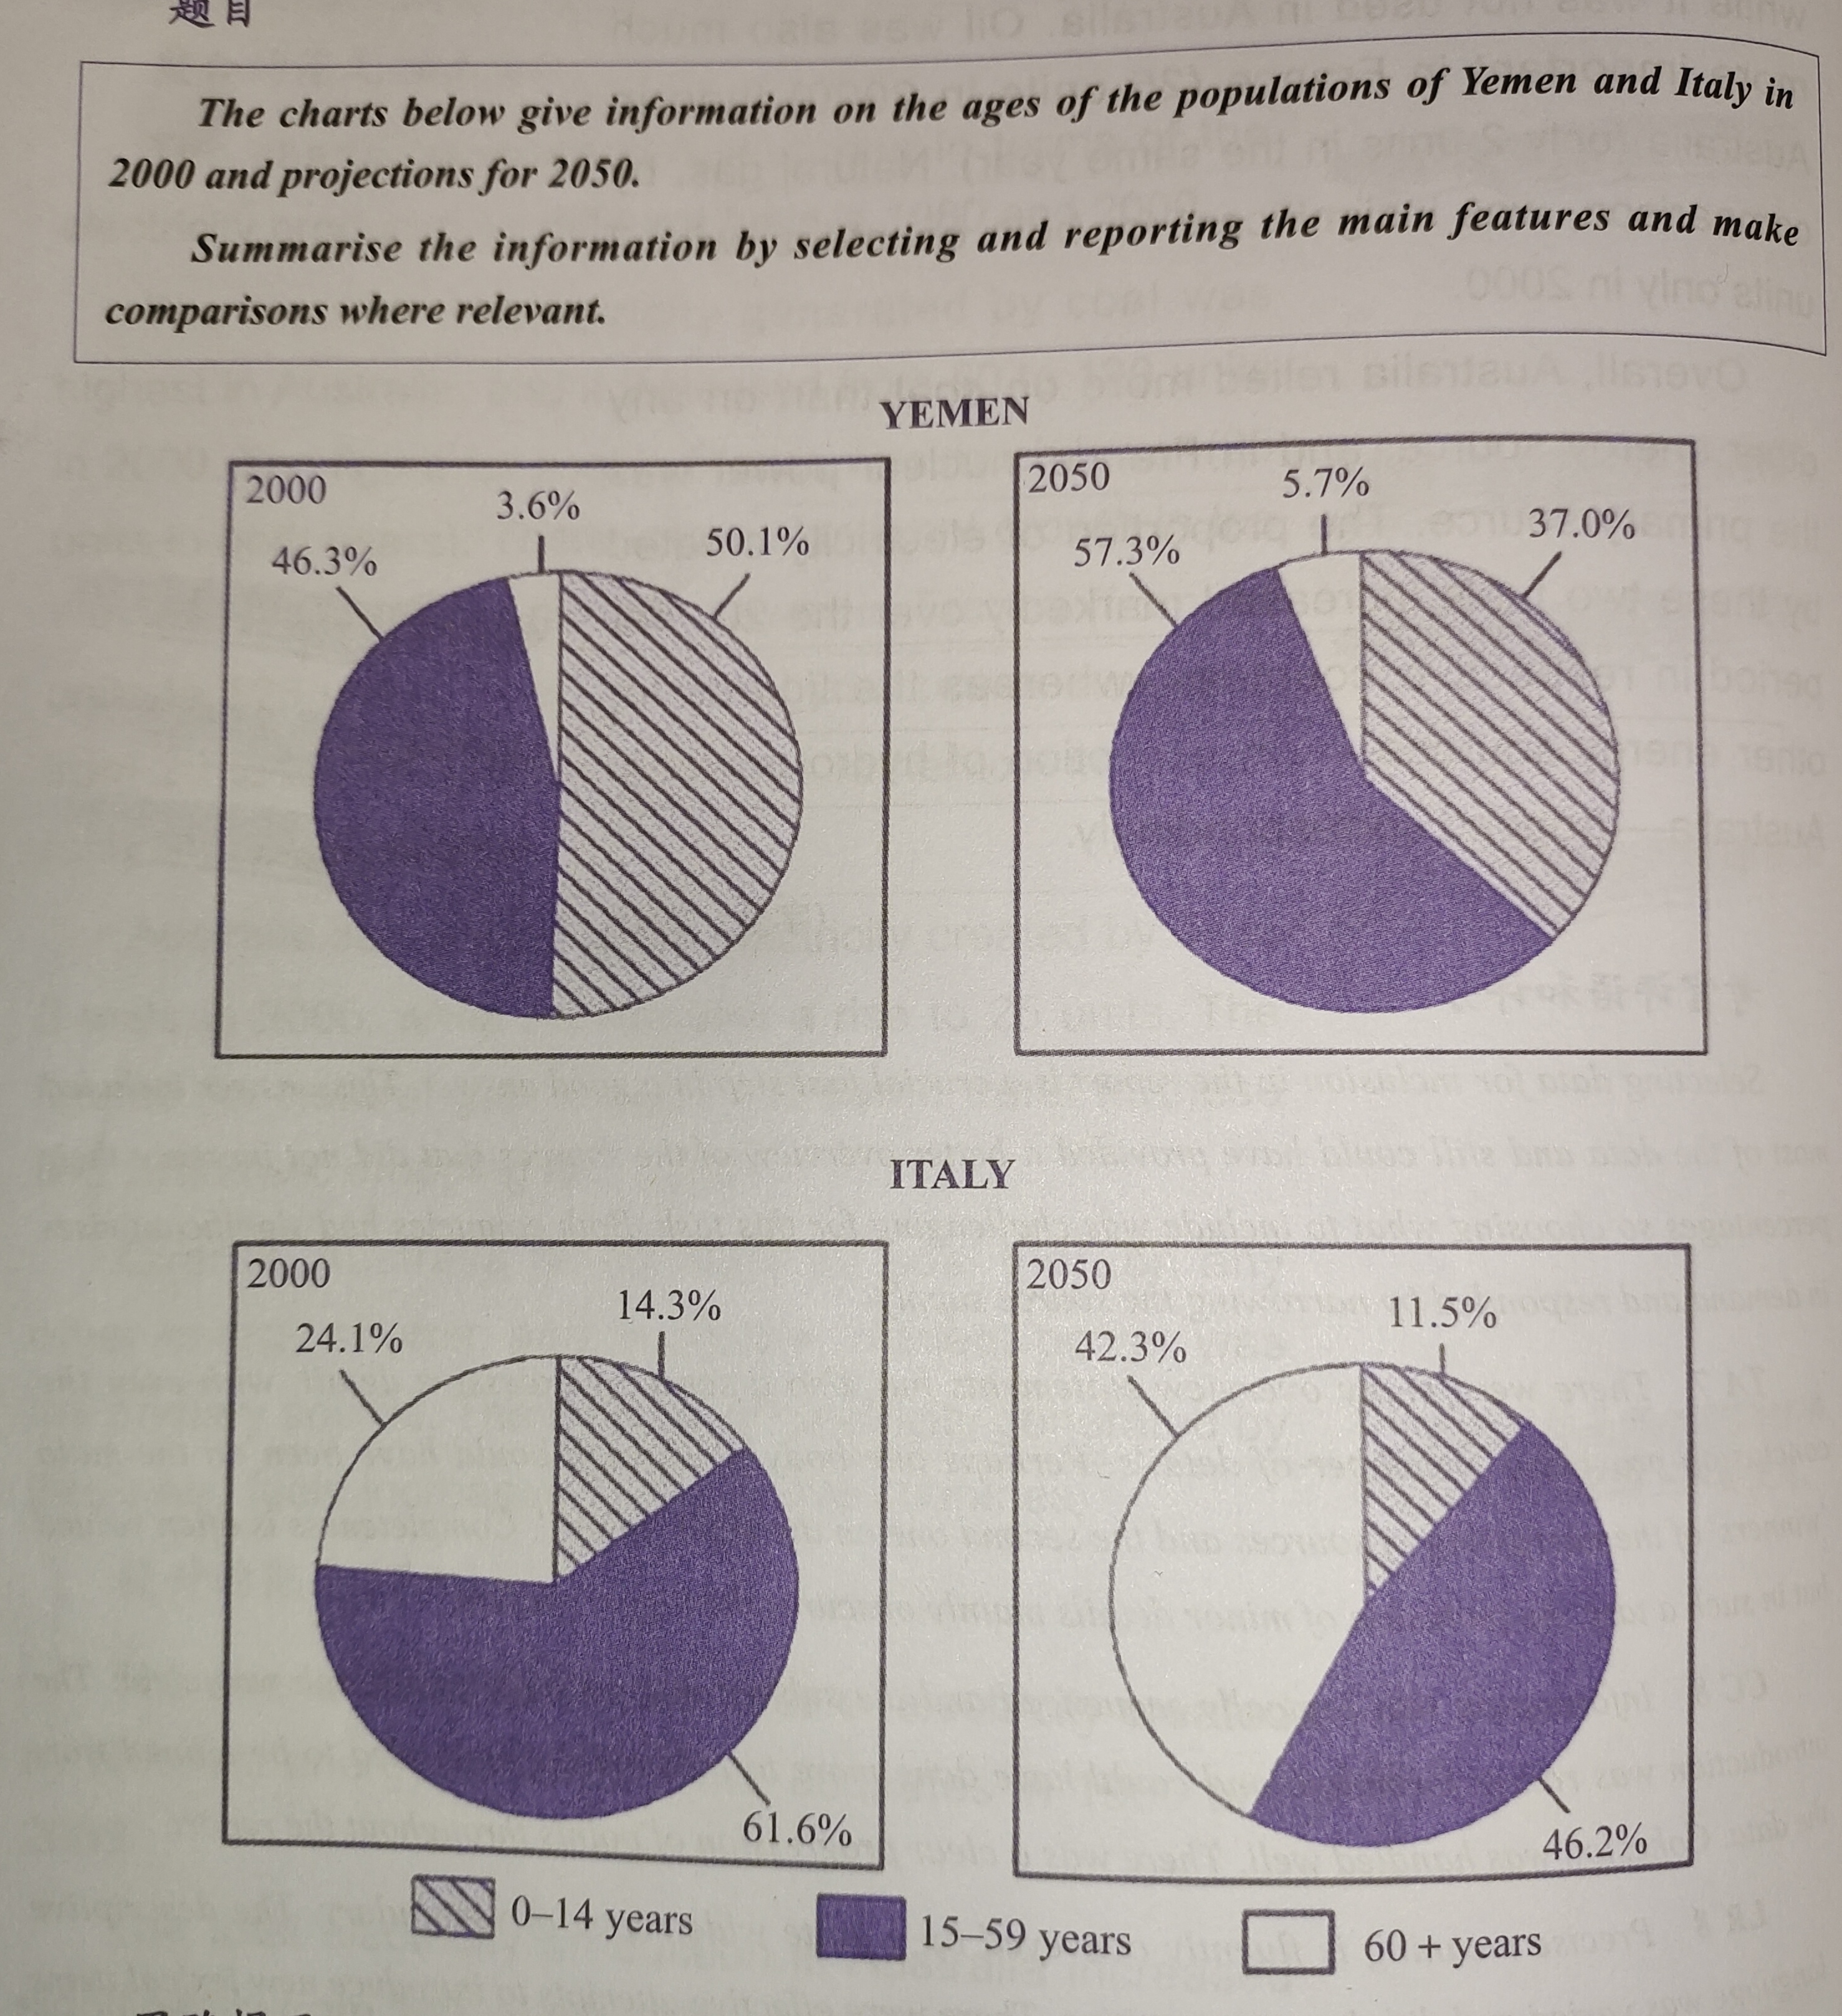 题目
The charts below give information on the ages of the populations of Yemen and Italy in
2000 and projections for 2050.
Summarise the information by selecting and reporting the main features and make
comparisons where relevant.
YEMEN
2000
3.6%
46.3%
50.1%
2050
5.7%
57.3%
37.0%
ITALY
2000
14.3%
24.1%
61.6%
2050
11.5%
42.3%
46.2%
0–14 years
15–59 years
60 + years